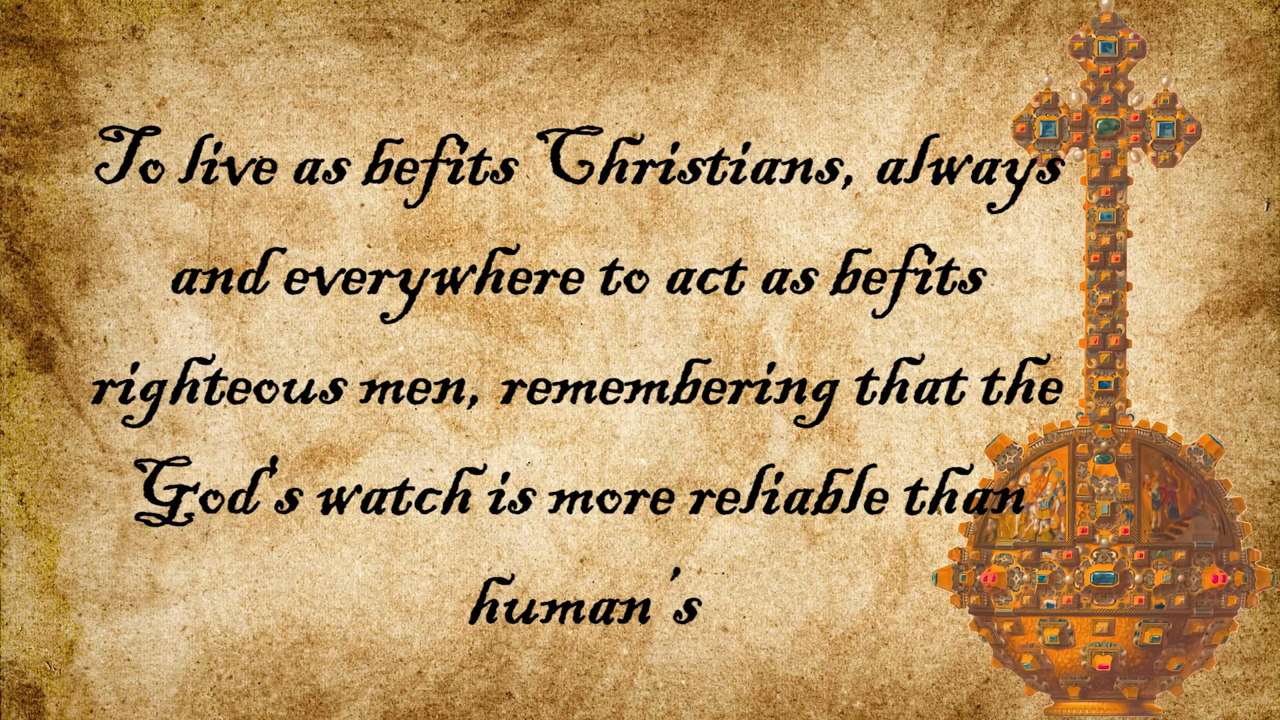 To live as befits Christians, always
and everywhere to act as befits
righteous men, remembering that the
God's watch is more reliable than
human's